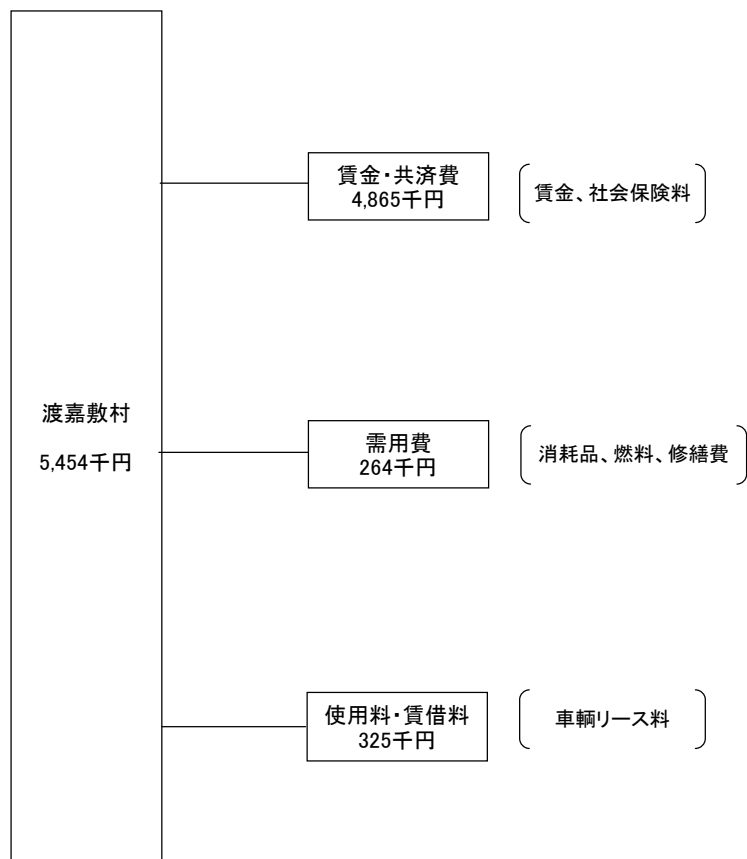 賃金・共済費
4,865千円
賃金、社会保険料
渡嘉敷村
5,454千円
需用費
264千円
消耗品、燃料、修繕費
使用料・賃借料
325千円
車輌リース料